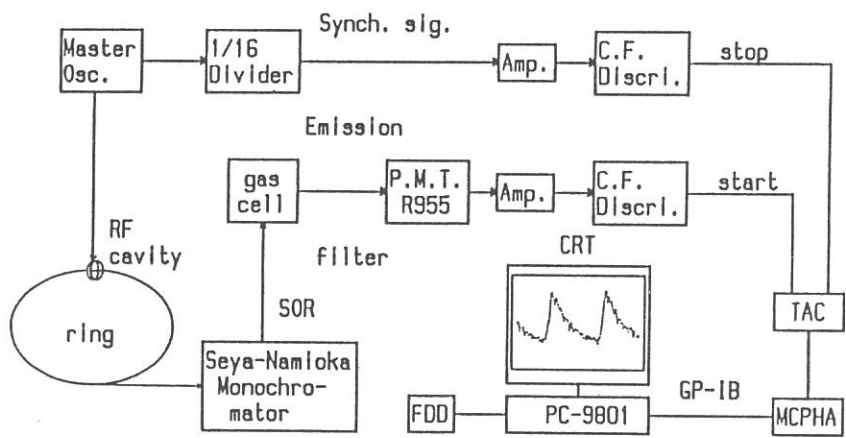 Synch. sig.
Master
Osc.
1/16
Divider
Amp.
C.F.
Discri.
stop
Emission
gas
cell
P.M.T.
R955
Amp.
C.F.
Discri.
start
RF
cavity
filter
CRT
ring
SOR
TAC
Seya-Namioka
Monochro-
mator
FDD
PC-9801
GP-IB
MCPHA